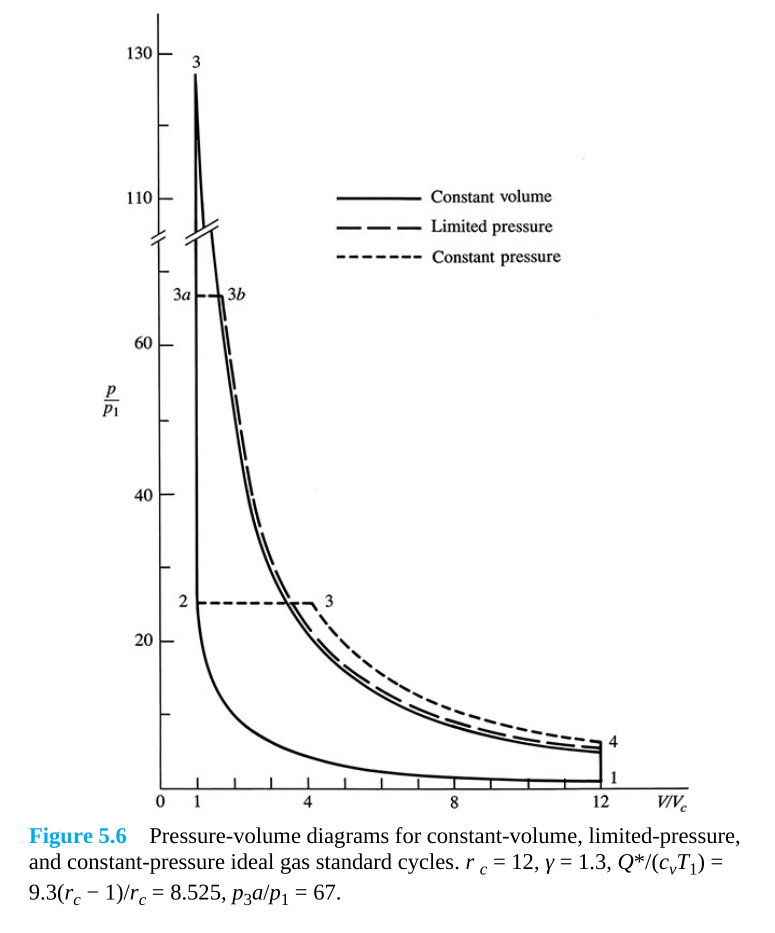 130
3
110
Constant volume
Limited pressure
Constant pressure
3a
3b
60
p
p1
40
2
3
20
4
1
0 1 4 8 12 V/Vc
Figure 5.6 Pressure-volume diagrams for constant-volume, limited-pressure,
and constant-pressure ideal gas standard cycles. r c = 12, γ = 1.3, Q*/(cvT1) =
9.3(rc − 1)/rc = 8.525, p3a/p1 = 67.